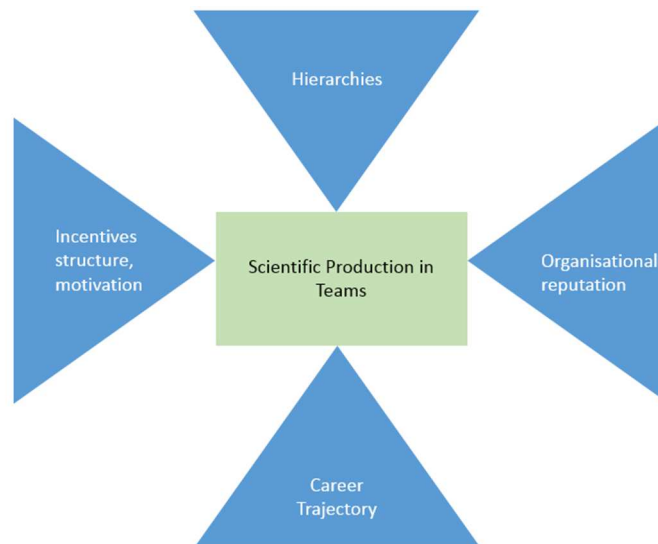 Hierarchies
Incentives
structure,
motivation
Scientific Production in
Teams
Organisational
reputation
Career
Trajectory